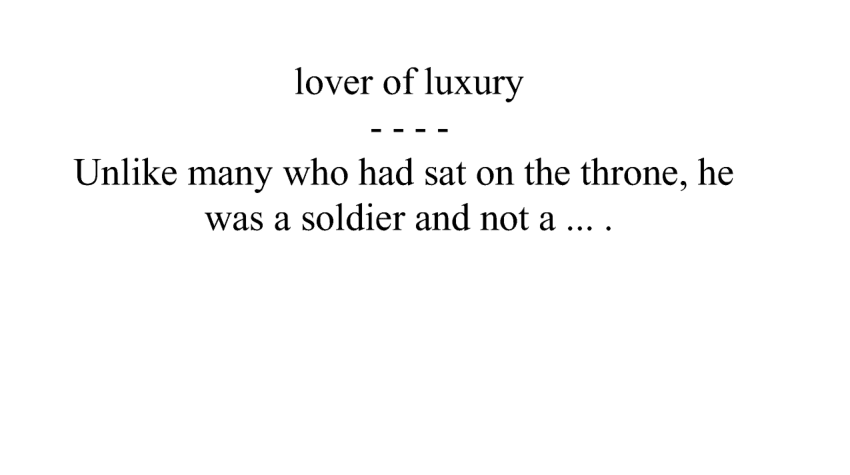 lover of luxury
- - - -
Unlike many who had sat on the throne, he
was a soldier and not a ... .